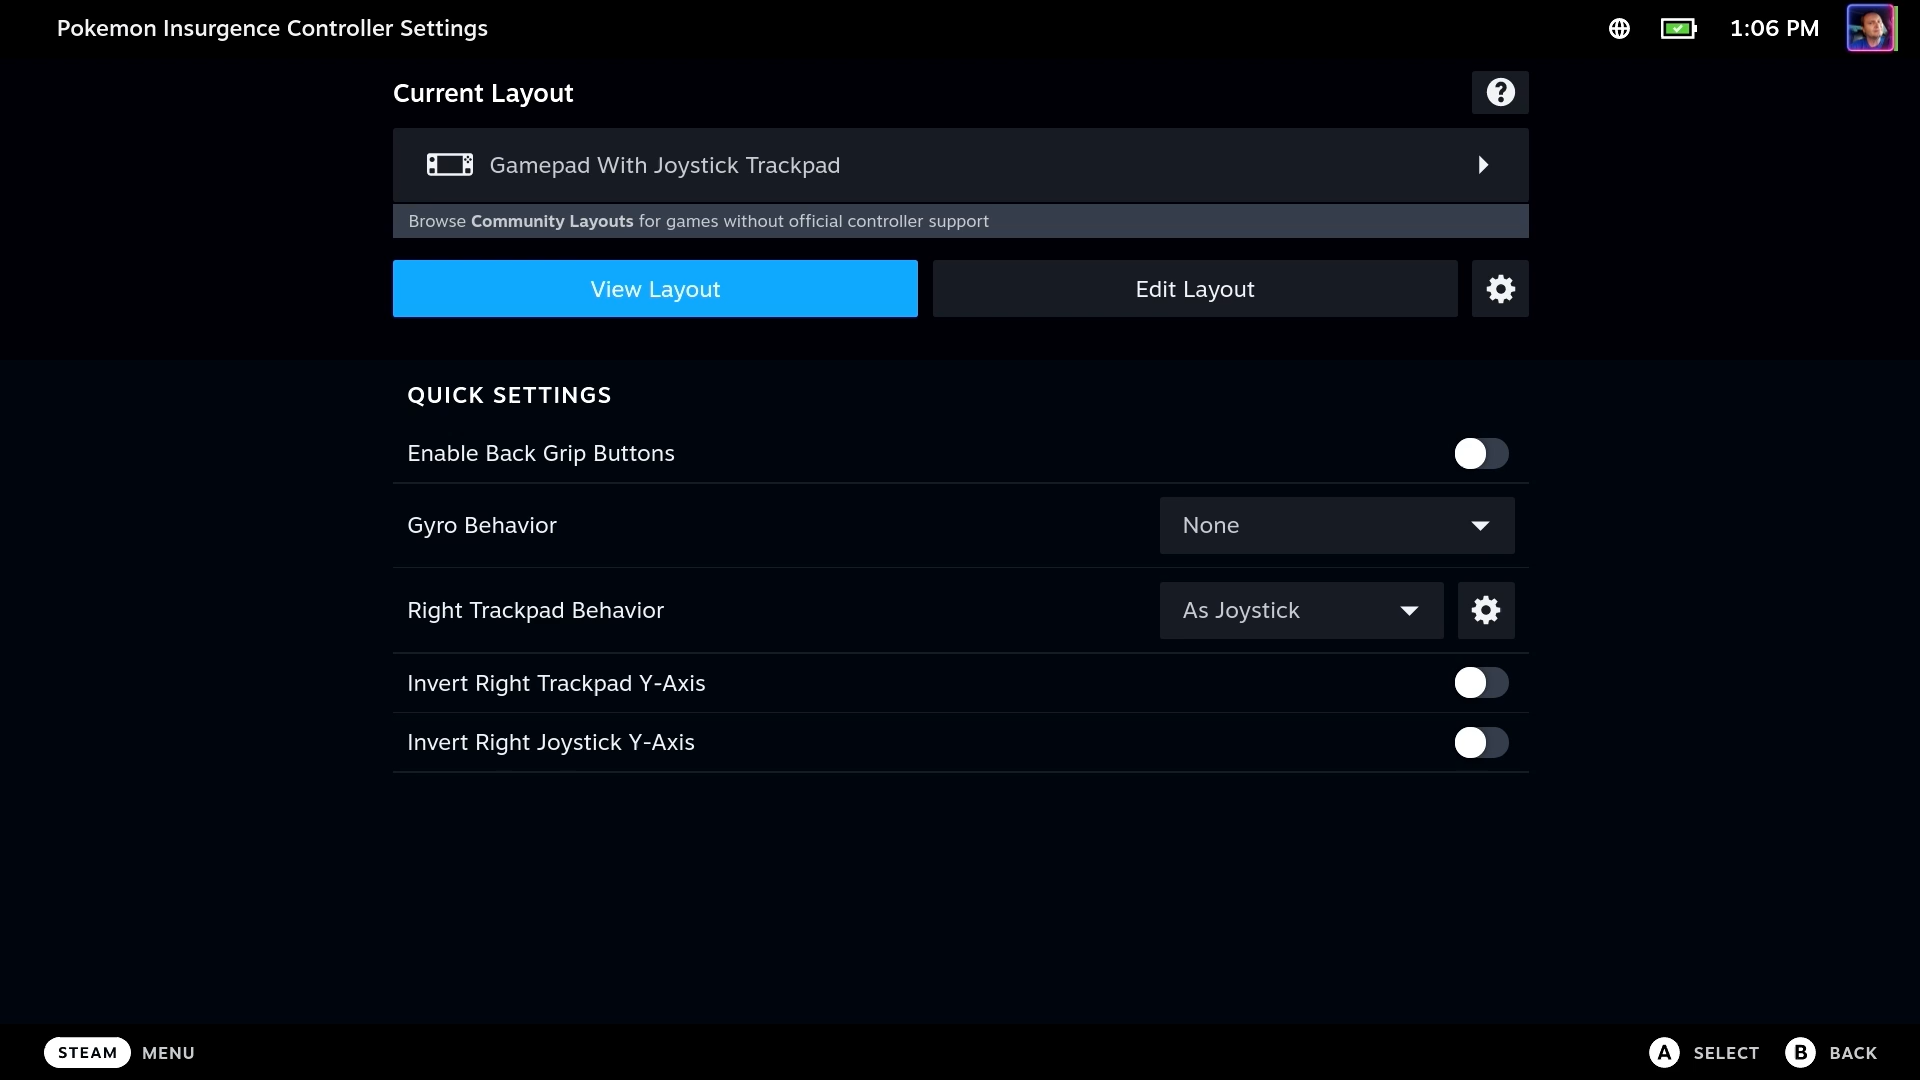 Pokemon Insurgence Controller Settings
1:06 PM
Current Layout
?
Gamepad With Joystick Trackpad
Browse Community Layouts for games without official controller support
View Layout
Edit Layout
QUICK SETTINGS
Enable Back Grip Buttons
Gyro Behavior
None
Right Trackpad Behavior
As Joystick
Invert Right Trackpad Y-Axis
Invert Right Joystick Y-Axis
STEAM MENU
A SELECT
B BACK